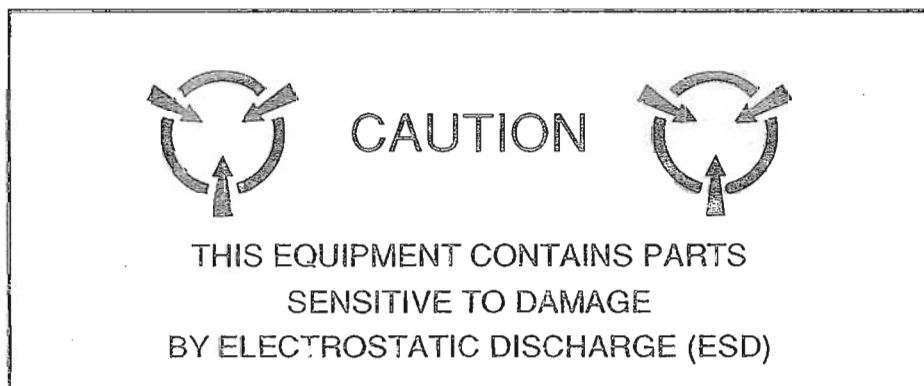 CAUTION
THIS EQUIPMENT CONTAINS PARTS
SENSITIVE TO DAMAGE
BY ELECTROSTATIC DISCHARGE (ESD)